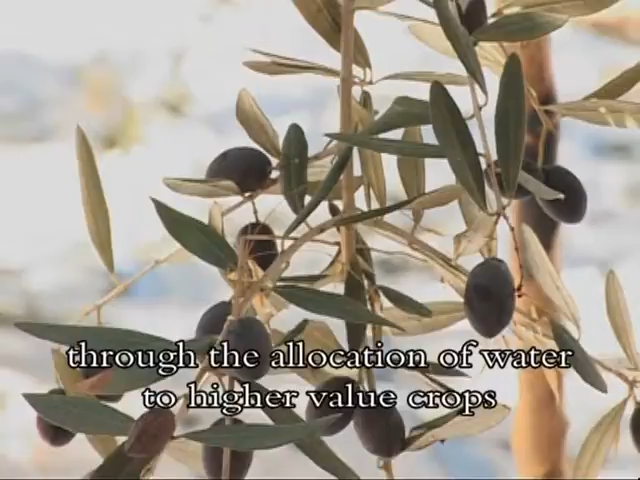 through the allocation of water
to higher value crops